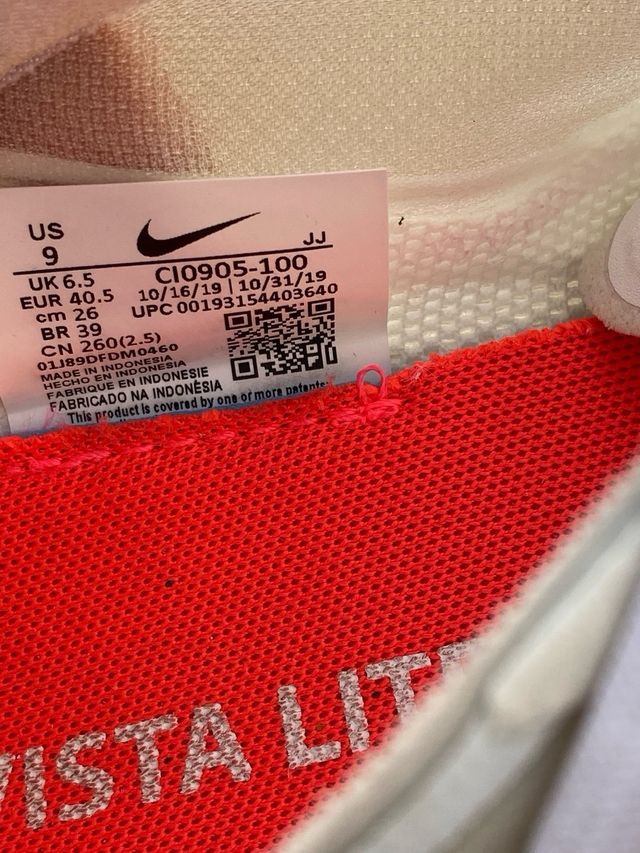 US
9
JJ
UK 6.5
CI0905-100
EUR 40.5
10/16/19 | 10/31/19
cm 26
UPC 00193154403640
BR 39
CN 260(2.5)
01J89DFDM0460
MADE IN INDONESIA
HECHO EN INDONESIA
FABRIQUE EN INDONESIE
FABRICADO NA INDONÉSIA
This product is covered by one of more patents
VISTA LITE